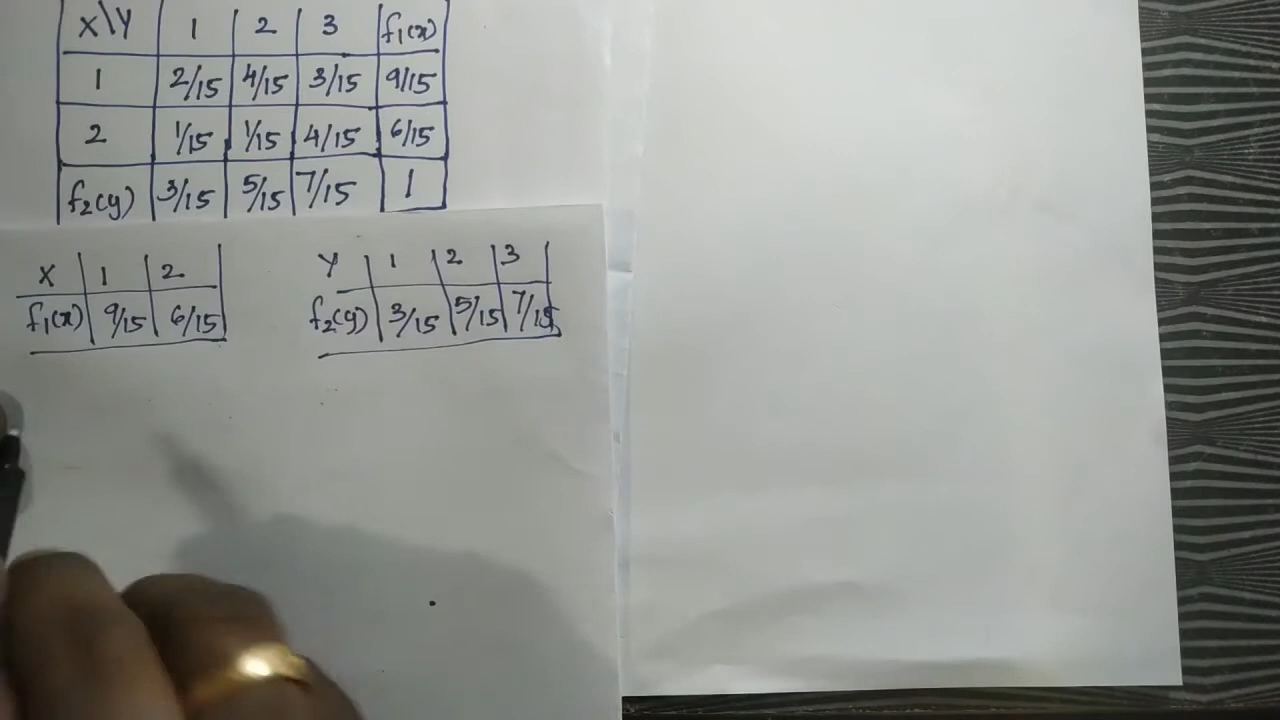 X\Y 1 2 3 f₁(x)
1 2/15 4/15 3/15 9/15
2 1/15 1/15 4/15 6/15
f₂(y) 3/15 5/15 7/15 1
X 1 2
f₁(x) 9/15 6/15
Y 1 2 3
f₂(y) 3/15 5/15 7/15